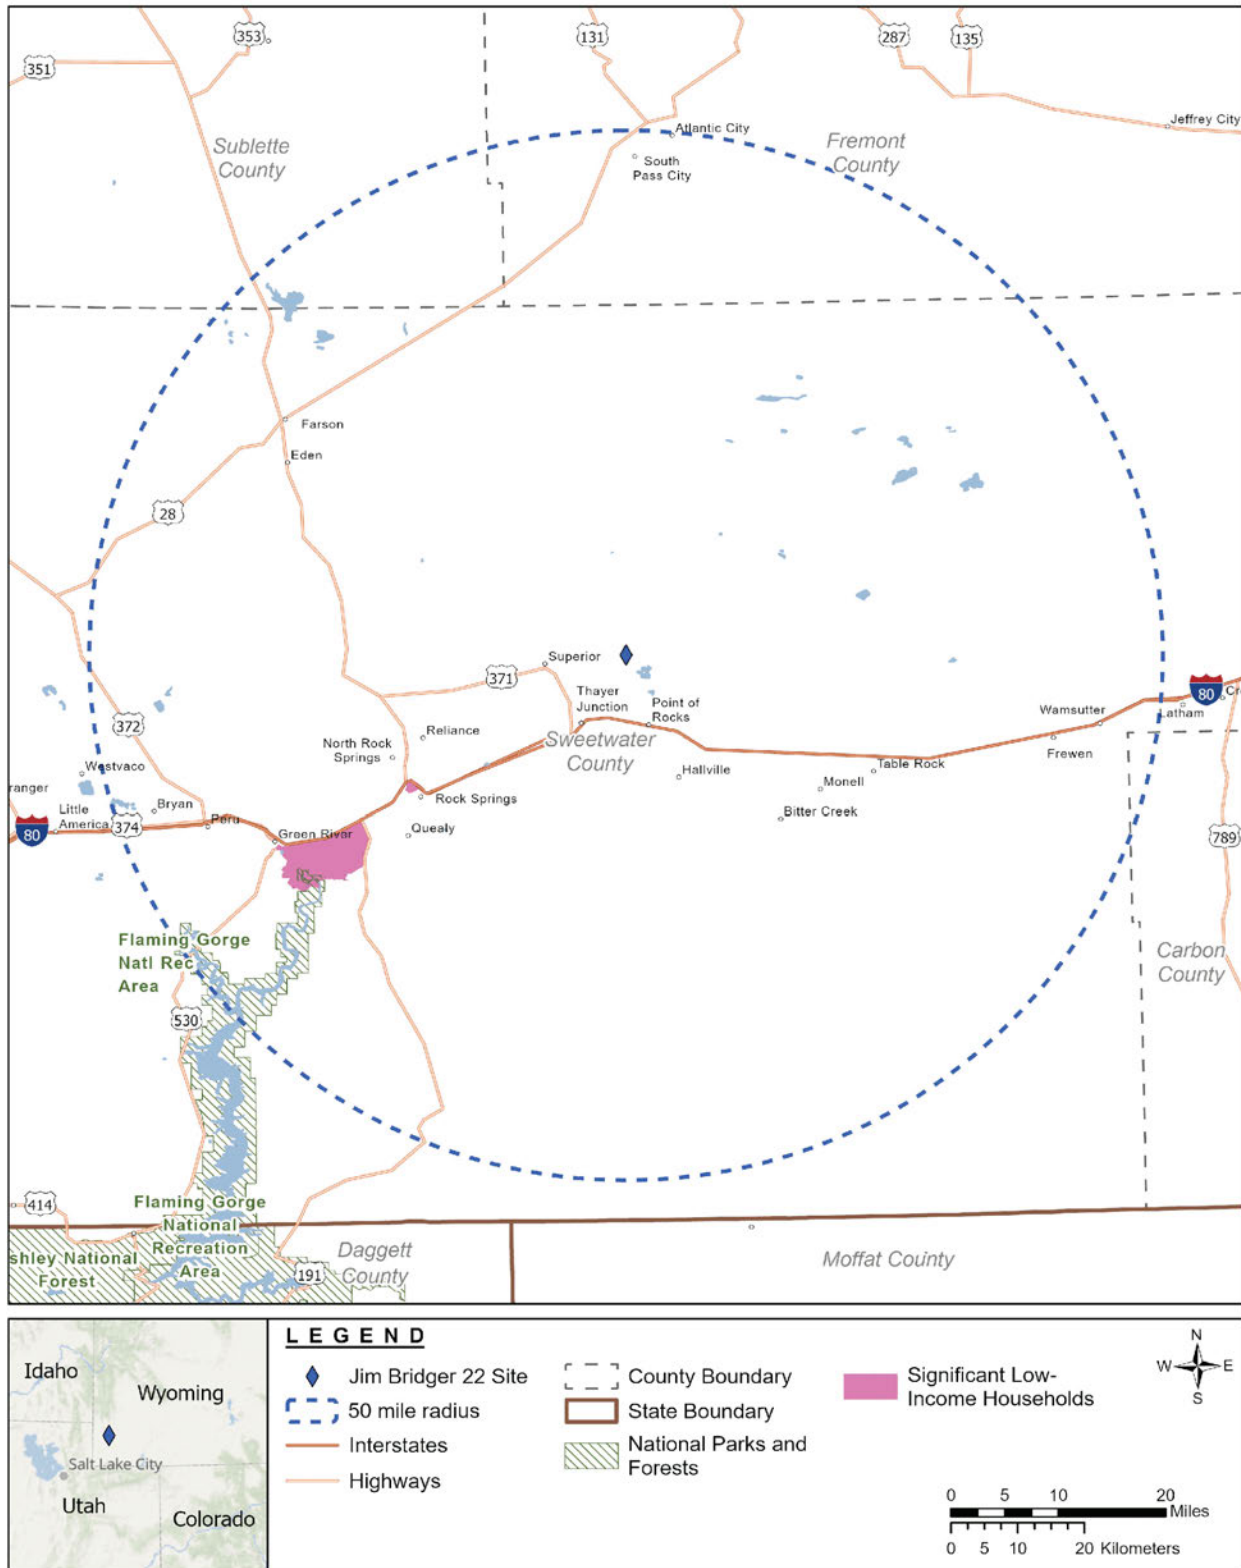 353
131
287
135
351
Atlantic City
Jeffrey City
Sublette
County
Fremont
County
South
Pass City
Farson
Eden
28
Superior
371
Thayer
Junction
Point of
Rocks
80
Cr
Latham
Wamsutter
372
Reliance
North Rock
Springs
Sweetwater
County
Frewen
Westvaco
Hallville
Table Rock
Monell
ranger
Little
America
Bryan
Rock Springs
Bitter Creek
80
374
Peru
Green River
Quealy
789
Flaming Gorge
Natl Rec
Area
Carbon
County
530
414
Flaming Gorge
National
Recreation
Area
shley National
Forest
191
Daggett
County
Moffat County
LEGEND
Jim Bridger 22 Site
50 mile radius
Interstates
Highways
County Boundary
State Boundary
National Parks and
Forests
Significant Low-
Income Households
N
W E
S
0 5 10 20
Miles
0 5 10 20 Kilometers
Idaho
Wyoming
Salt Lake City
Utah
Colorado